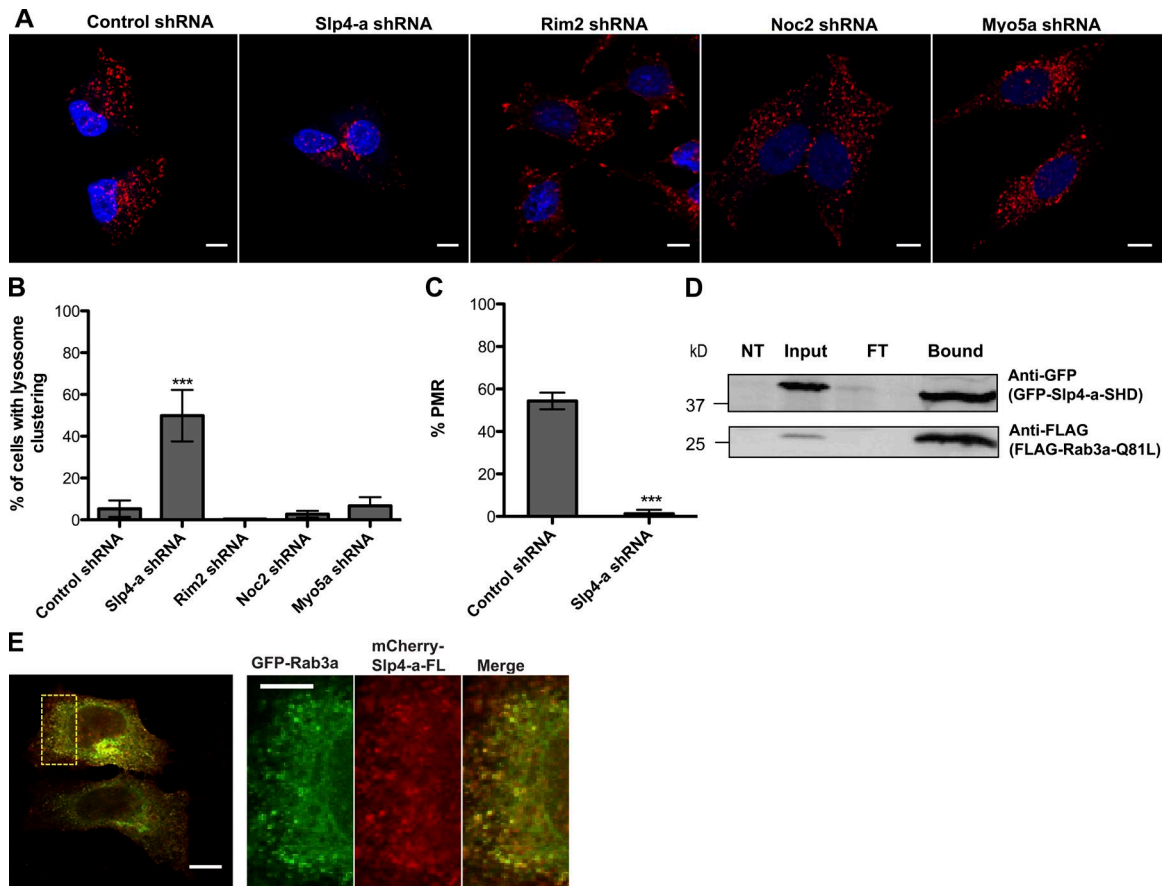 A
Control shRNA
Slp4-a shRNA
Rim2 shRNA
Noc2 shRNA
Myo5a shRNA
B
% of cells with lysosome
clustering
100
80
60
40
20
0
***
Control shRNA
Slp4-a shRNA
Rim2 shRNA
Noc2 shRNA
Myo5a shRNA
C
% PMR
100
80
60
40
20
0
***
Control shRNA
Slp4-a shRNA
D
kD
NT
Input
FT
Bound
37
Anti-GFP
(GFP-Slp4-a-SHD)
25
Anti-FLAG
(FLAG-Rab3a-Q81L)
E
GFP-Rab3a
mCherry-
Slp4-a-FL
Merge